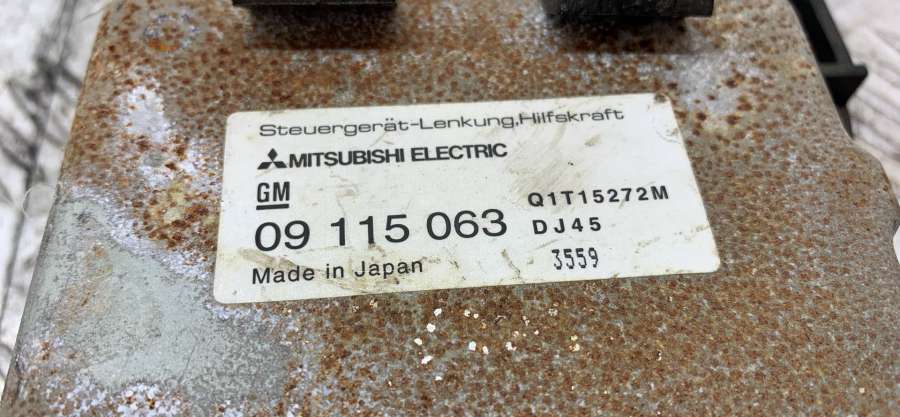 Steuergerät-Lenkung,Hilfskraft
MITSUBISHI ELECTRIC
GM
09 115 063
Q1T15272M
DJ45
3559
Made in Japan